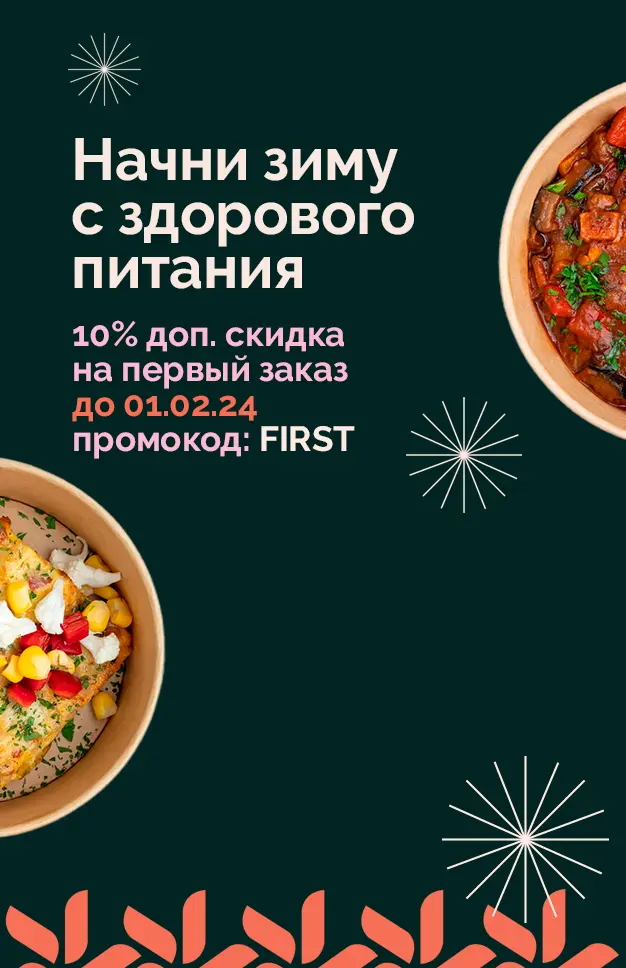 Начни зиму
с здорового
питания
10% доп. скидка
на первый заказ
до 01.02.24
промокод: FIRST